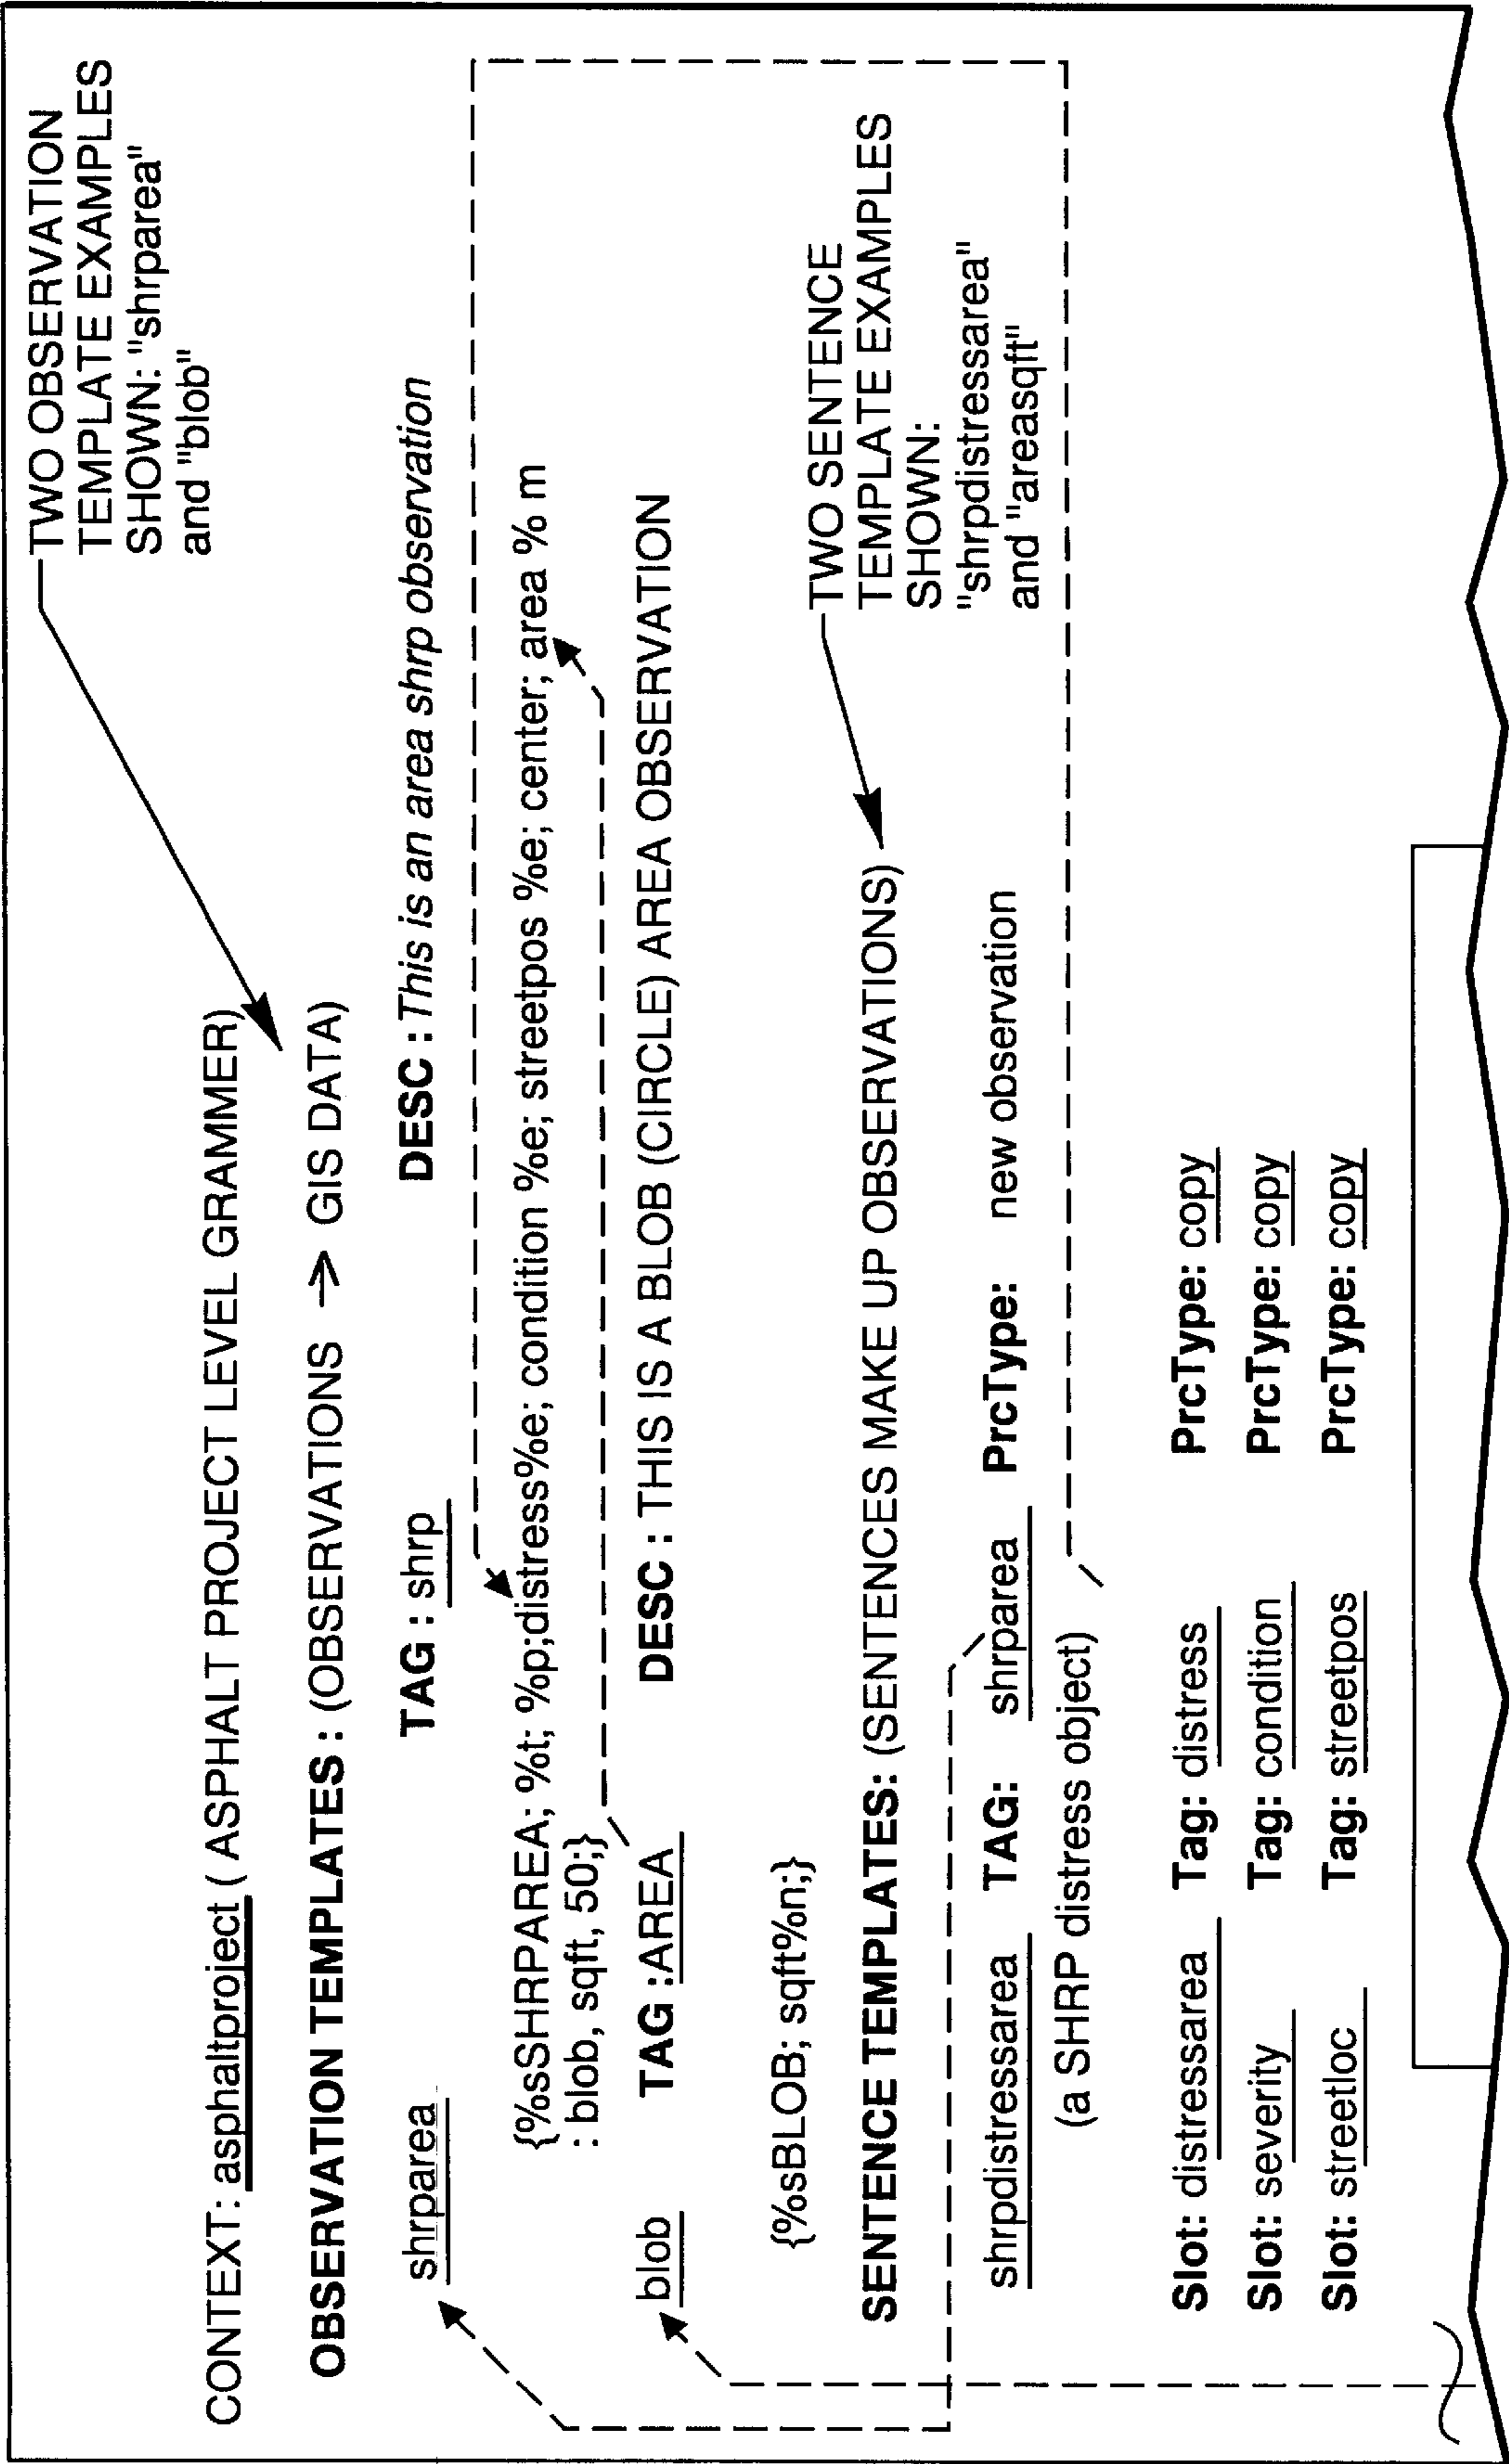 TWO OBSERVATION
TEMPLATE EXAMPLES
SHOWN: "shrparea"
and "blob"
CONTEXT: asphaltproject ( ASPHALT PROJECT LEVEL GRAMMER)
OBSERVATION TEMPLATES : (OBSERVATIONS → GIS DATA)
shrparea TAG : shrp DESC : This is an area shrp observation
{%sSHRPAREA; %t; %p;distress%e; condition %e; streetpos %e; center; area % m
: blob, sqft, 50;}
blob TAG :AREA DESC : THIS IS A BLOB (CIRCLE) AREA OBSERVATION
{%sBLOB; sqft%n;}
TWO SENTENCE
TEMPLATE EXAMPLES
SHOWN:
"shrpdistressarea"
and "areasqft"
SENTENCE TEMPLATES: (SENTENCES MAKE UP OBSERVATIONS)
shrpdistressarea TAG: shrparea PrcType: new observation
(a SHRP distress object)
Slot: distressarea Tag: distress PrcType: copy
Slot: severity Tag: condition PrcType: copy
Slot: streetloc Tag: streetpos PrcType: copy